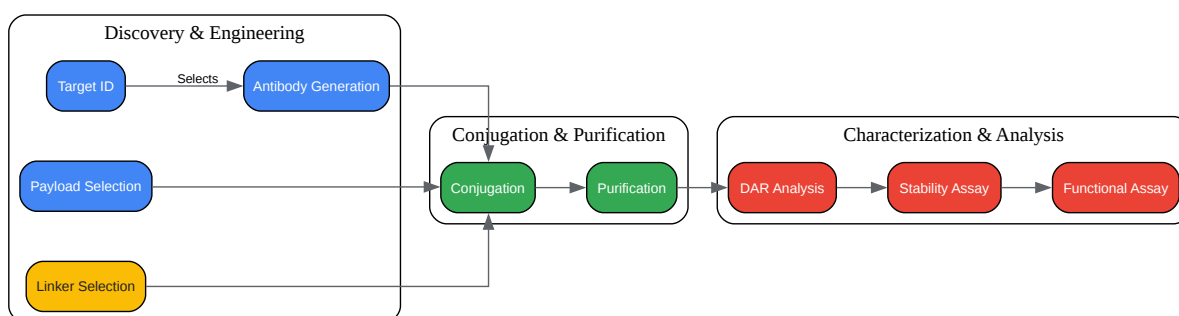 Discovery & Engineering
Target ID
Selects
Antibody Generation
Payload Selection
Linker Selection
Conjugation & Purification
Conjugation
Purification
Characterization & Analysis
DAR Analysis
Stability Assay
Functional Assay